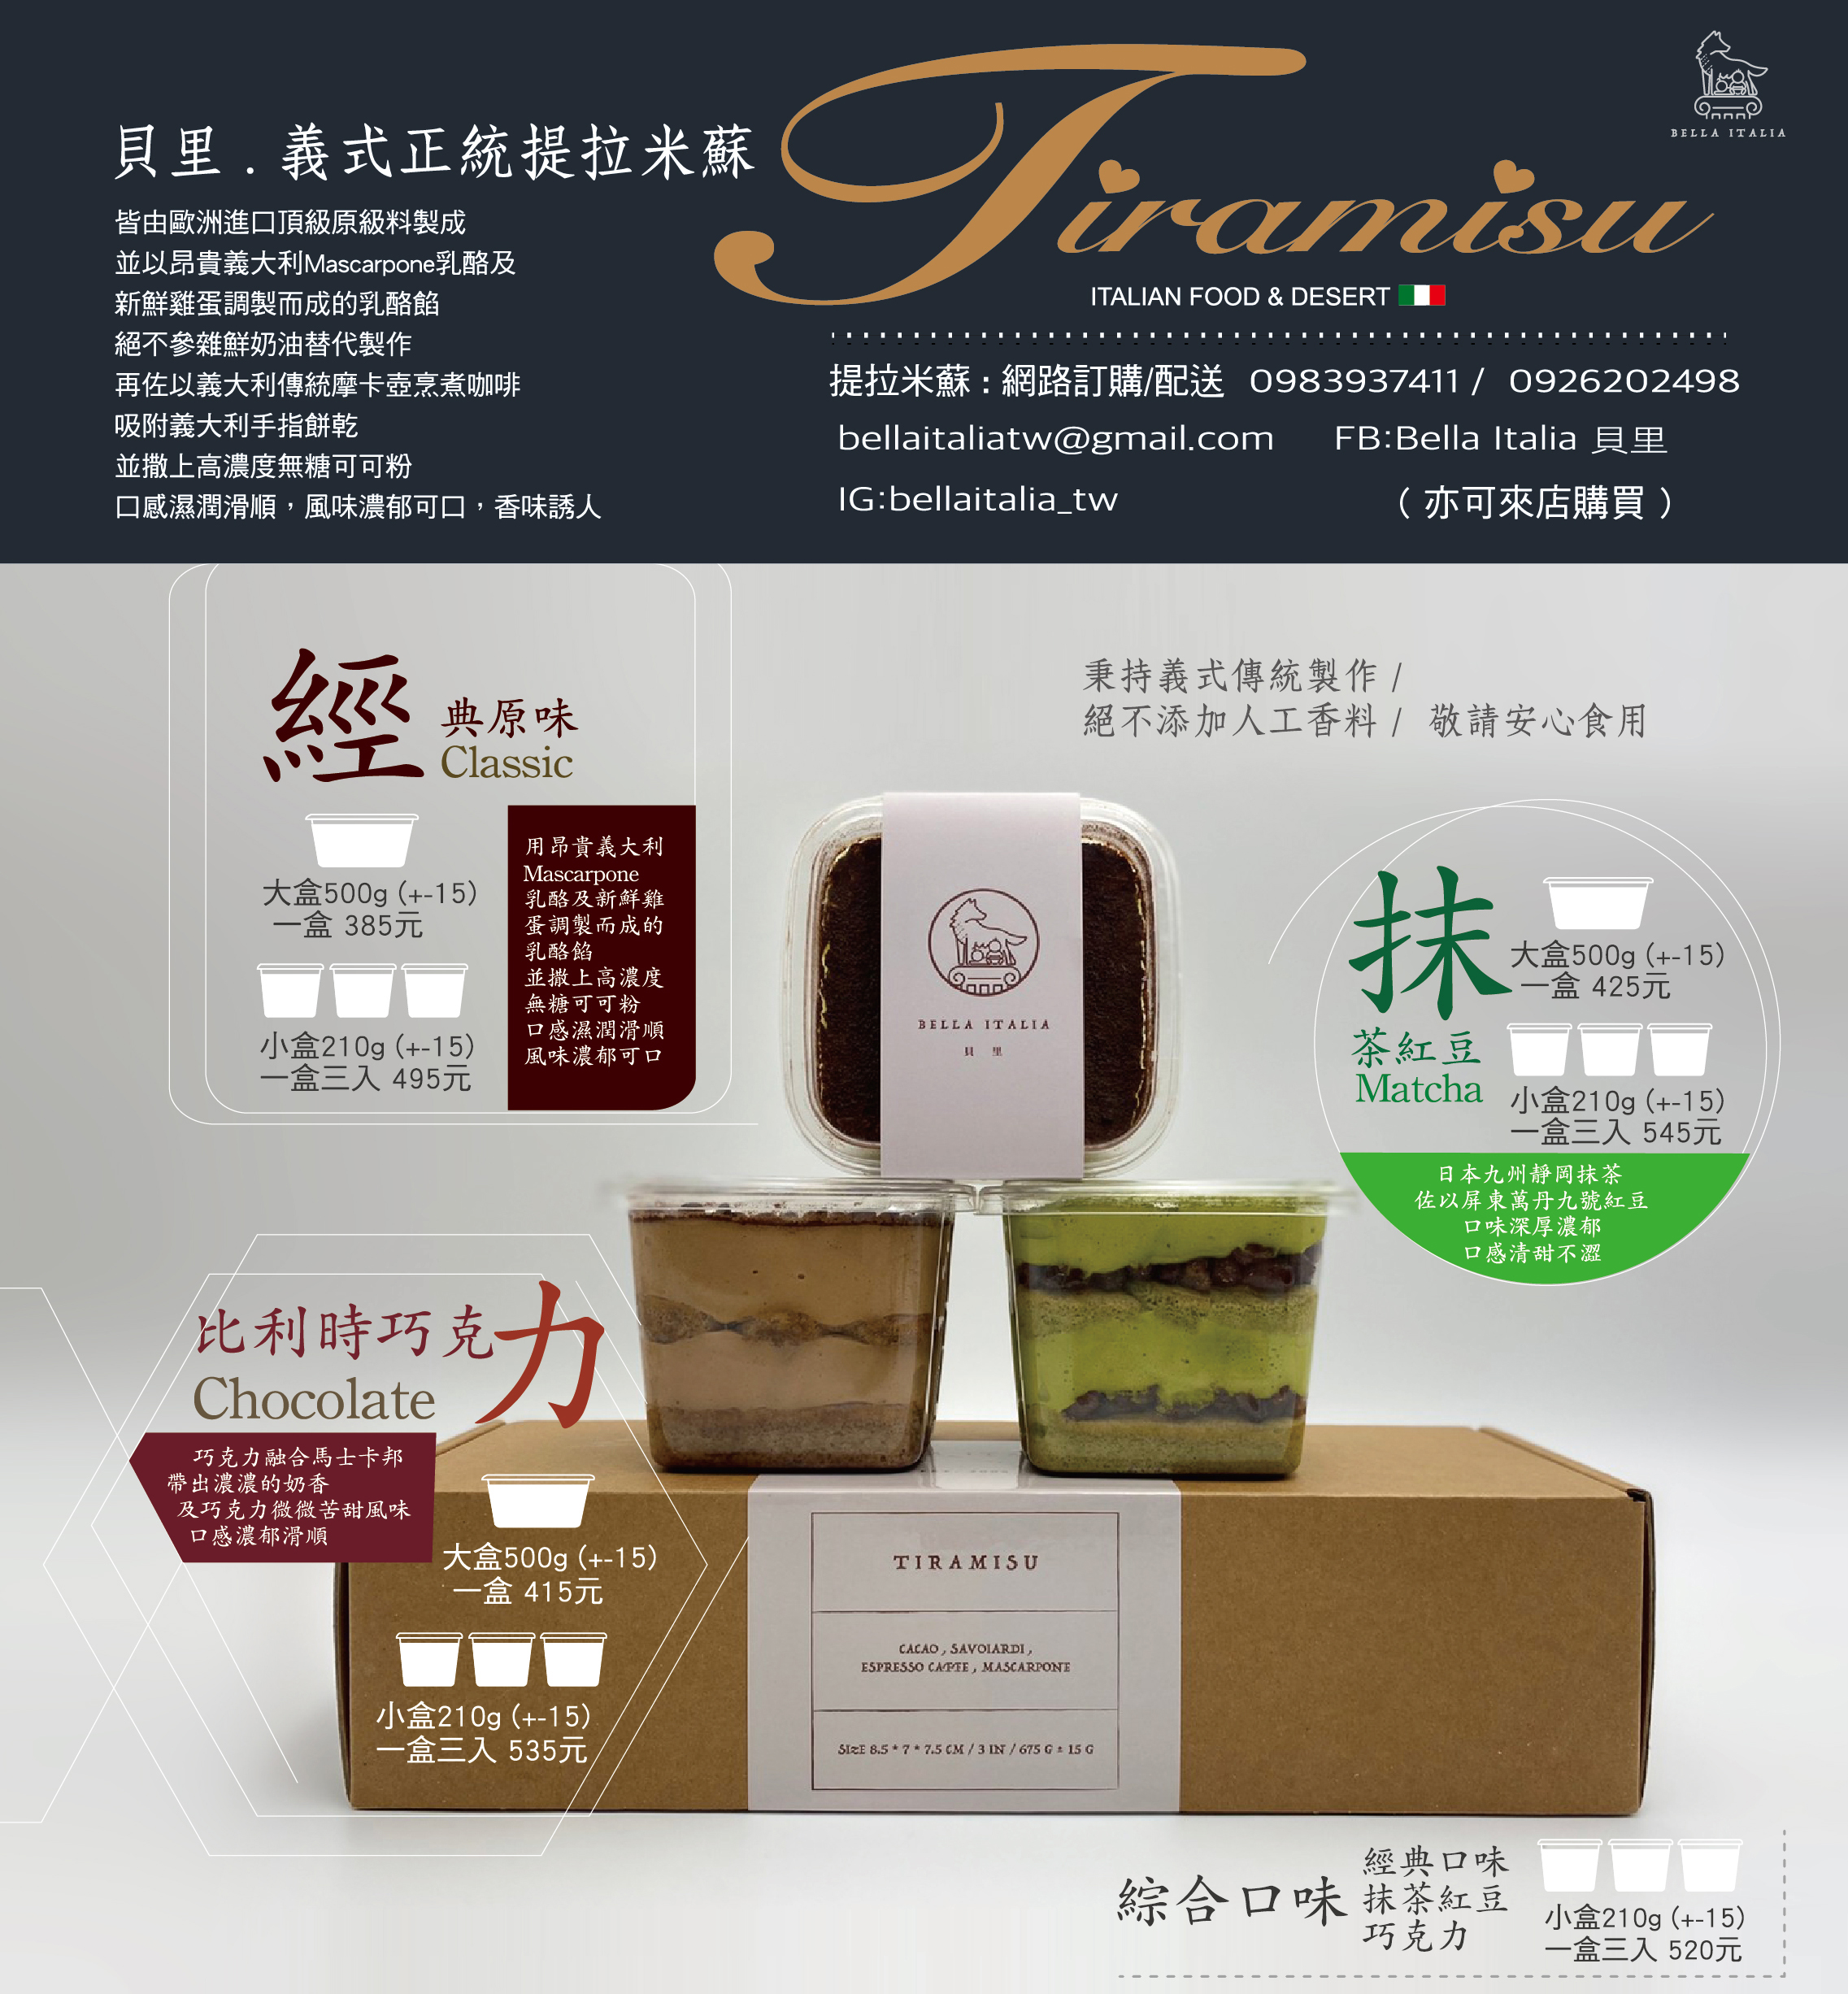 貝里 . 義式正統提拉米蘇
Tiramisu
BELLA ITALIA
皆由歐洲進口頂級原級料製成
並以昂貴義大利Mascarpone乳酪及
新鮮雞蛋調製而成的乳酪餡
絕不參雜鮮奶油替代製作
再佐以義大利傳統摩卡壺烹煮咖啡
吸附義大利手指餅乾
並撒上高濃度無糖可可粉
口感濕潤滑順，風味濃郁可口，香味誘人
ITALIAN FOOD & DESERT
提拉米蘇 : 網路訂購/配送 0983937411 / 0926202498
bellaitaliatw@gmail.com FB:Bella Italia 貝里
IG:bellaitalia_tw （ 亦可來店購買 ）
經典原味
Classic
大盒500g (+-15)
一盒 385元
小盒210g (+-15)
一盒三入 495元
用昂貴義大利
Mascarpone
乳酪及新鮮雞
蛋調製而成的
乳酪餡
並撒上高濃度
無糖可可粉
口感濕潤滑順
風味濃郁可口
秉持義式傳統製作 /
絕不添加人工香料 / 敬請安心食用
BELLA ITALIA
貝 里
抹茶紅豆
Matcha
大盒500g (+-15)
一盒 425元
小盒210g (+-15)
一盒三入 545元
日本九州靜岡抹茶
佐以屏東萬丹九號紅豆
口味深厚濃郁
口感清甜不澀
比利時巧克力
Chocolate
巧克力融合馬士卡邦
帶出濃濃的奶香
及巧克力微微苦甜風味
口感濃郁滑順
大盒500g (+-15)
一盒 415元
小盒210g (+-15)
一盒三入 535元
TIRAMISU
CACAO , SAVOIARDI ,
ESPRESSO CAFFE , MASCARPONE
SIZE 8.5 * 7 * 7.5 CM / 3 IN / 675 G ± 15 G
綜合口味
經典口味
抹茶紅豆
巧克力
小盒210g (+-15)
一盒三入 520元